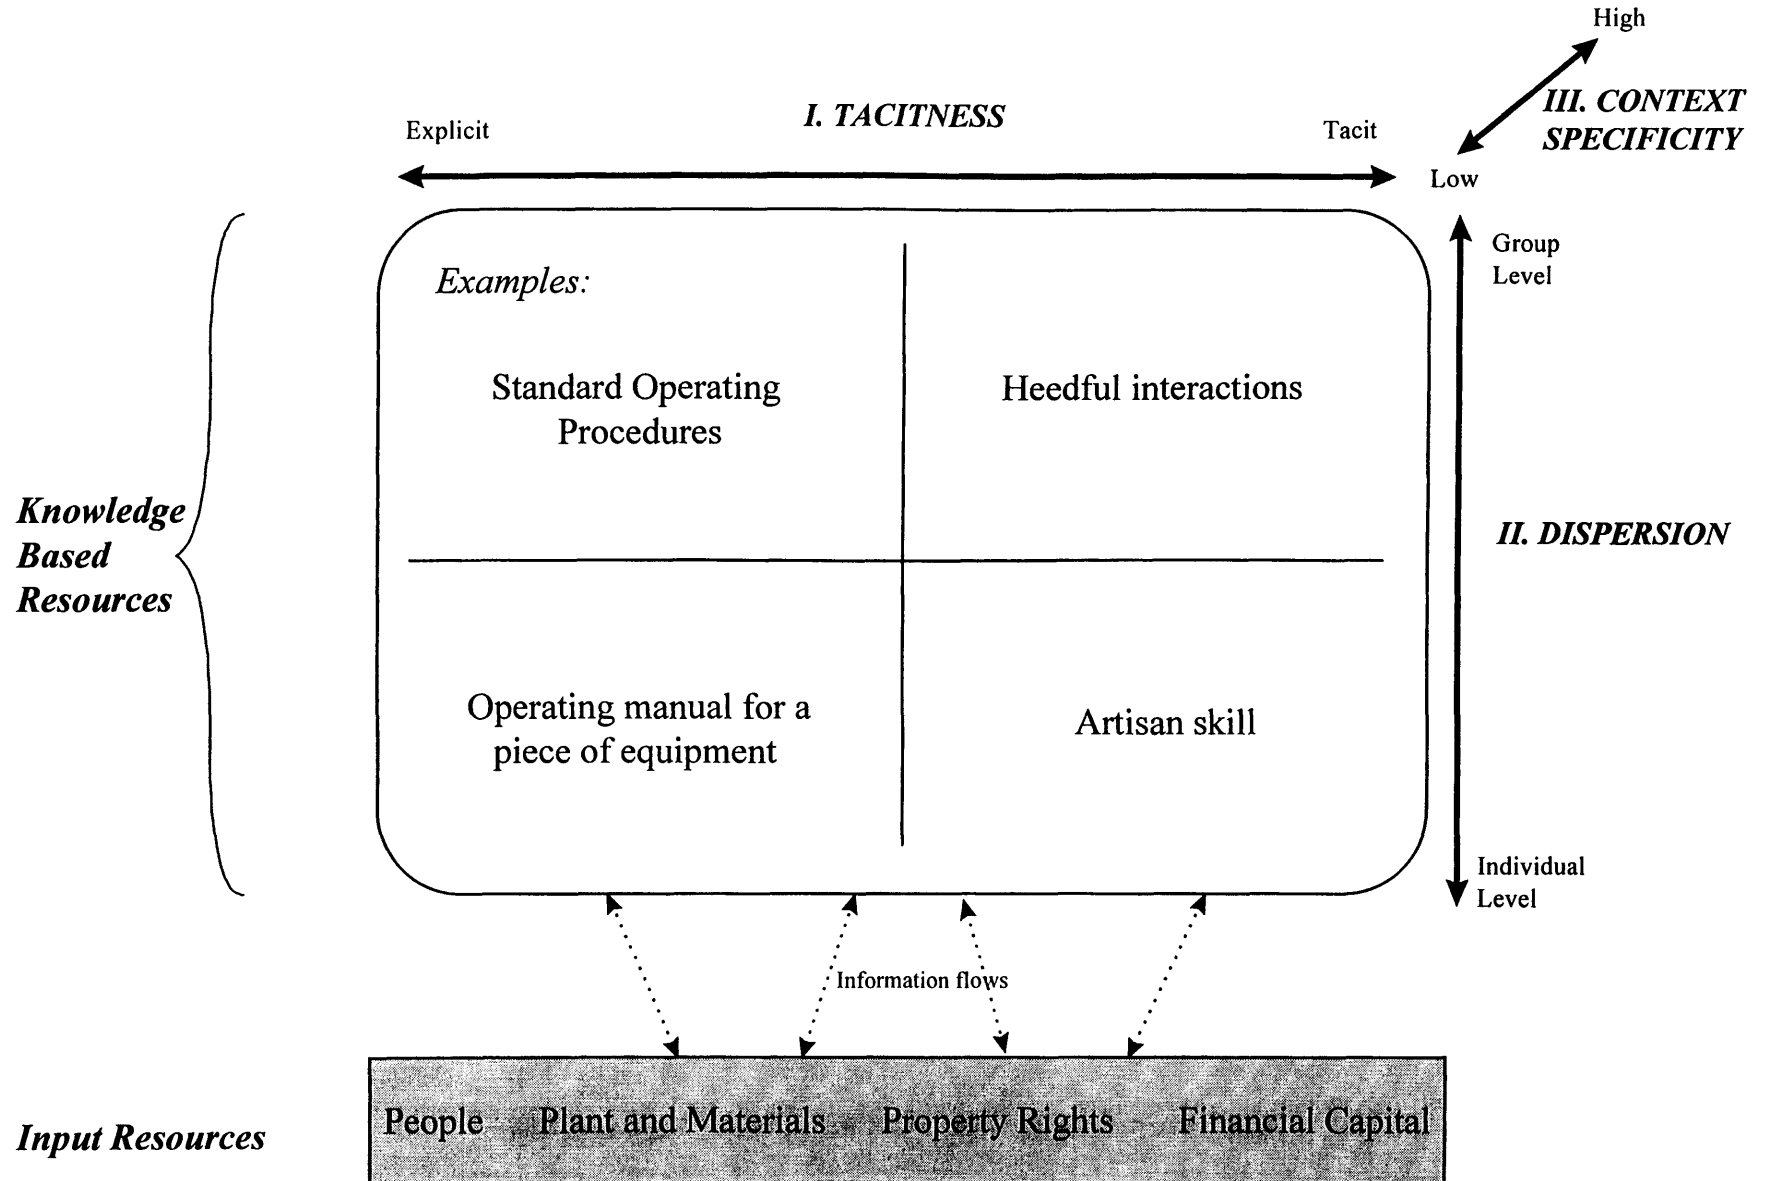 High
I. TACITNESS
III. CONTEXT
SPECIFICITY
Explicit
Tacit
Low
Group
Level
Examples:
Standard Operating
Procedures
Heedful interactions
Knowledge
Based
Resources
II. DISPERSION
Operating manual for a
piece of equipment
Artisan skill
Individual
Level
Information flows
People
Plant and Materials
Property Rights
Financial Capital
Input Resources